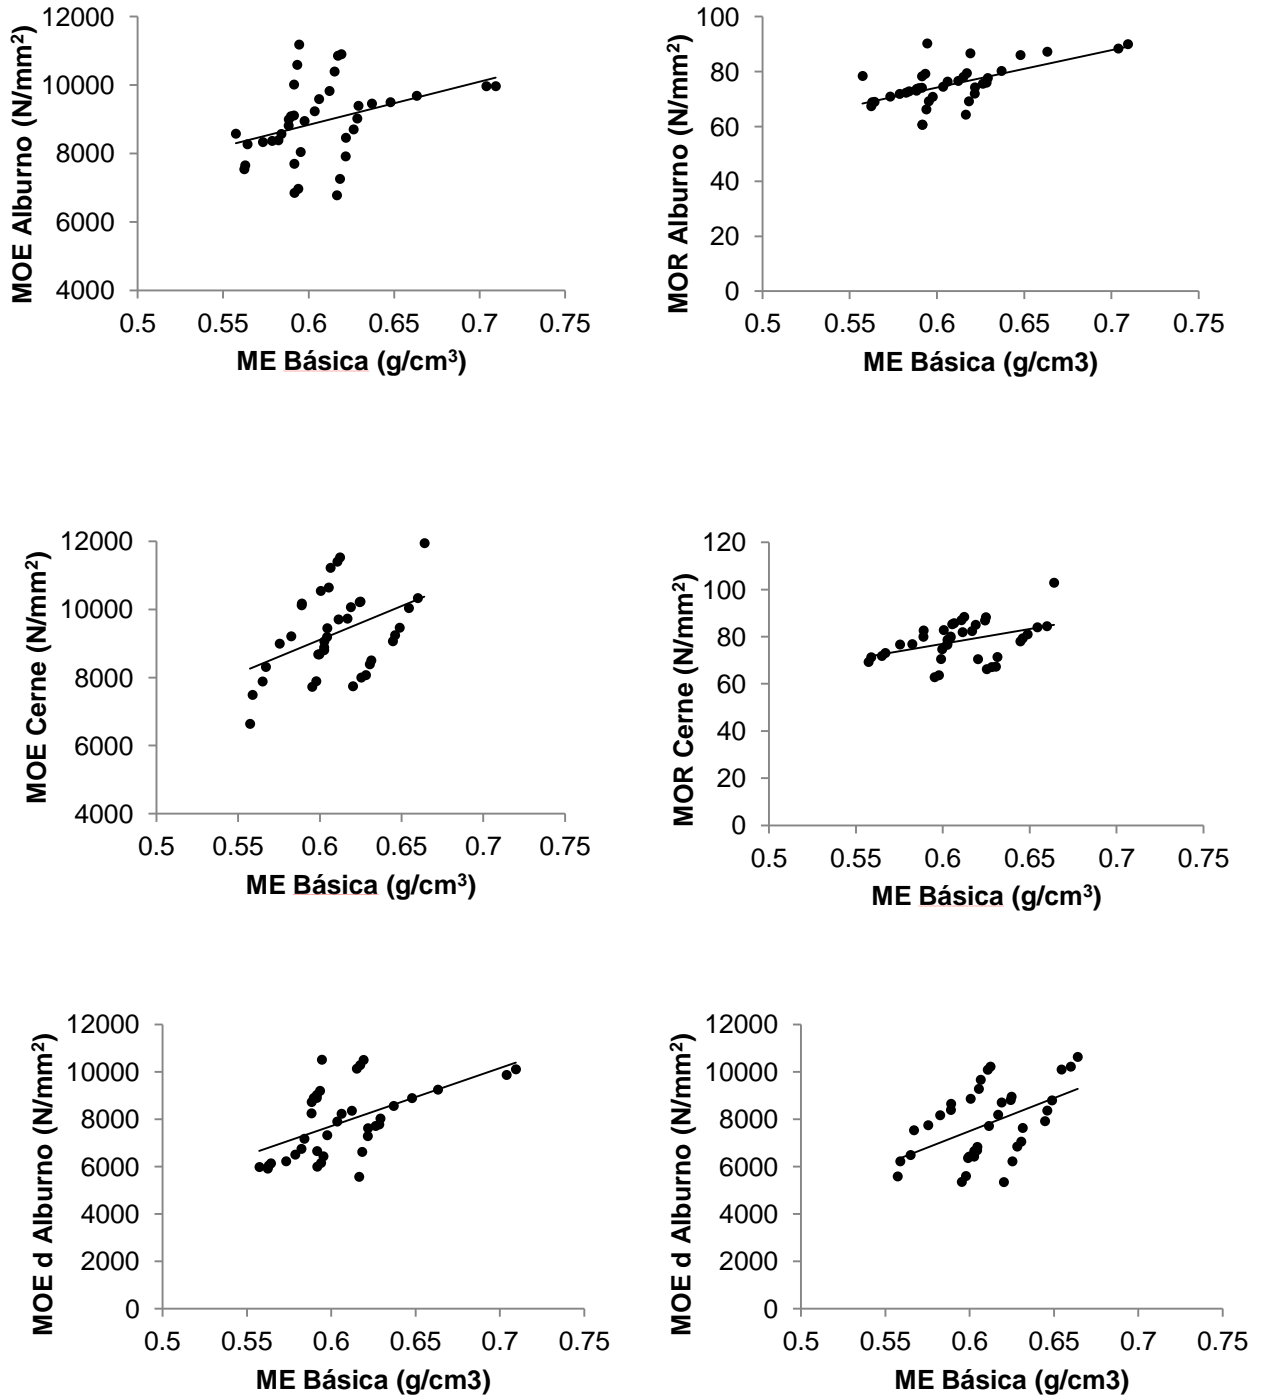 MOE Alburno (N/mm²)
12000
10000
8000
6000
4000
0.5 0.55 0.6 0.65 0.7 0.75
ME Básica (g/cm³)
MOR Alburno (N/mm²)
100
80
60
40
20
0
0.5 0.55 0.6 0.65 0.7 0.75
ME Básica (g/cm3)
MOE Cerne (N/mm²)
12000
10000
8000
6000
4000
0.5 0.55 0.6 0.65 0.7 0.75
ME Básica (g/cm³)
MOR Cerne (N/mm²)
120
100
80
60
40
20
0
0.5 0.55 0.6 0.65 0.7 0.75
ME Básica (g/cm³)
MOE d Alburno (N/mm²)
12000
10000
8000
6000
4000
2000
0
0.5 0.55 0.6 0.65 0.7 0.75
ME Básica (g/cm3)
MOE d Alburno (N/mm²)
12000
10000
8000
6000
4000
2000
0
0.5 0.55 0.6 0.65 0.7 0.75
ME Básica (g/cm3)